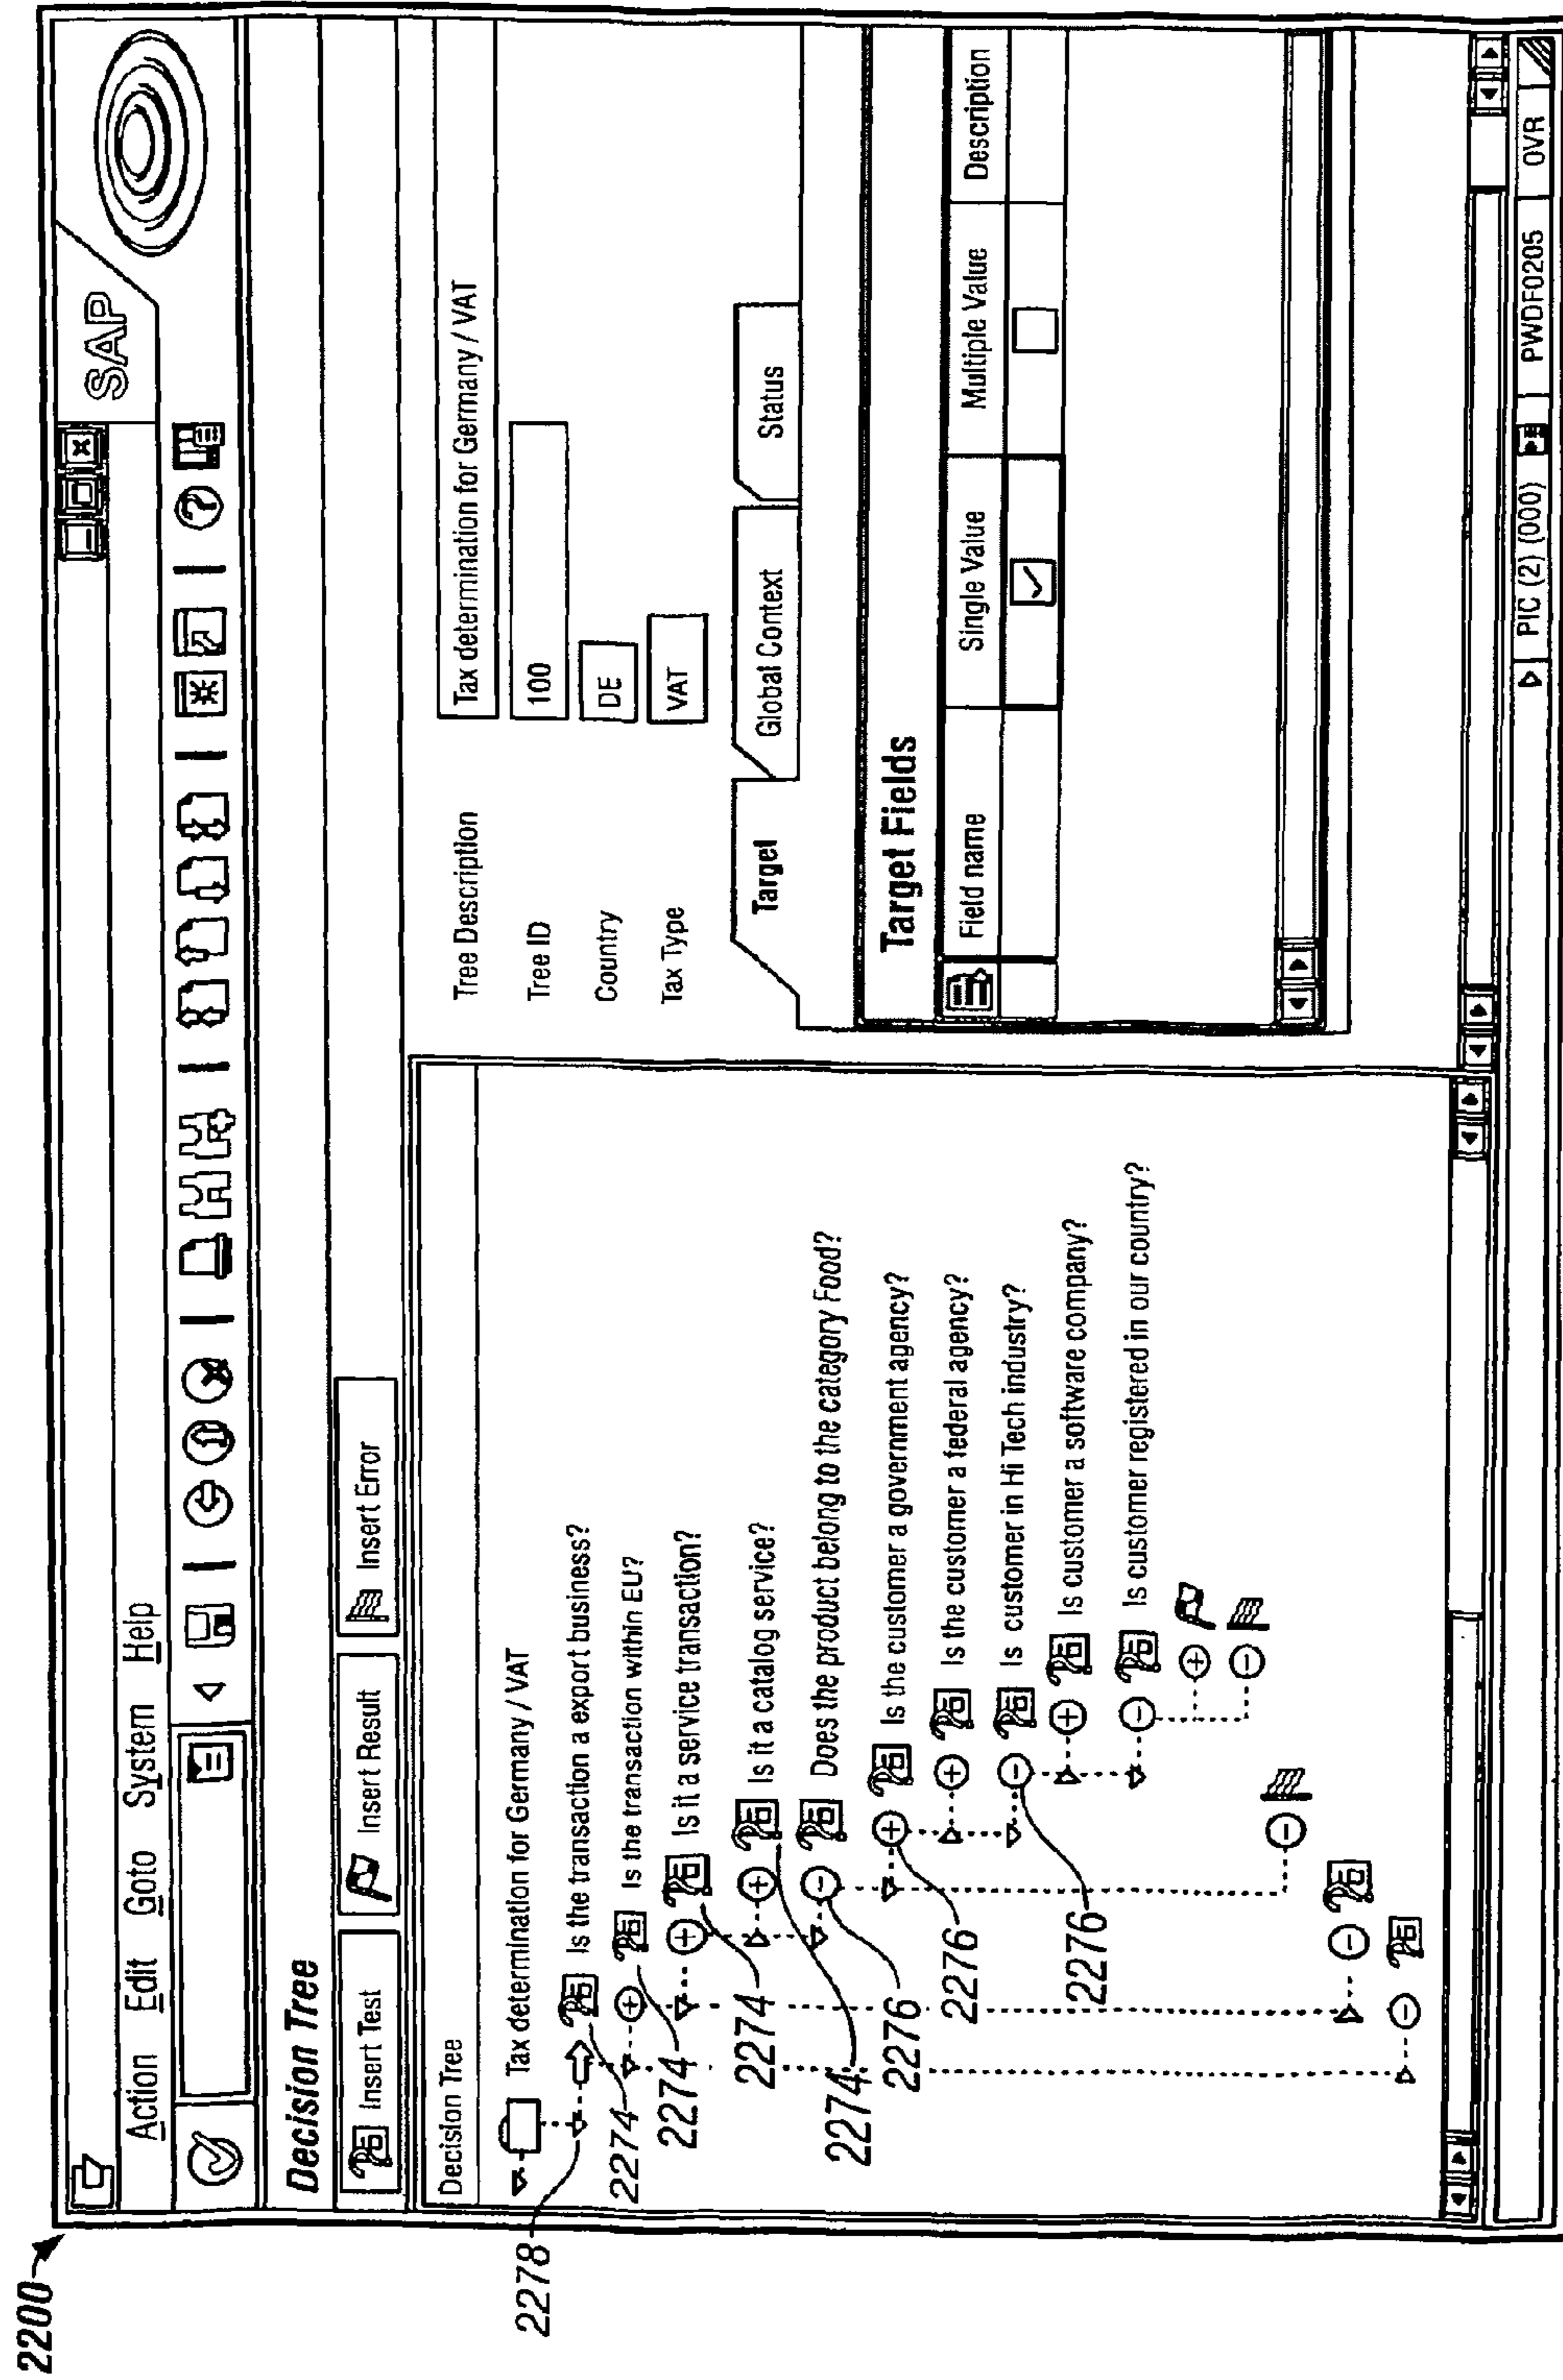 2200
SAP
Action Edit Goto System Help
Decision Tree
Insert Test Insert Result Insert Error
Decision Tree
Tax determination for Germany / VAT
Is the transaction a export business?
Is the transaction within EU?
Is it a service transaction?
Is it a catalog service?
Does the product belong to the category Food?
Is the customer a government agency?
Is the customer a federal agency?
Is customer in Hi Tech industry?
Is customer a software company?
Is customer registered in our country?
2278
2274
2274
2274
2274
2276
2276
2276
Tree Description Tax determination for Germany / VAT
Tree ID 100
Country DE
Tax Type VAT
Target Global Context Status
Target Fields
Field name Single Value Multiple Value Description
PIC (2) (000) PWDF0205 OVR